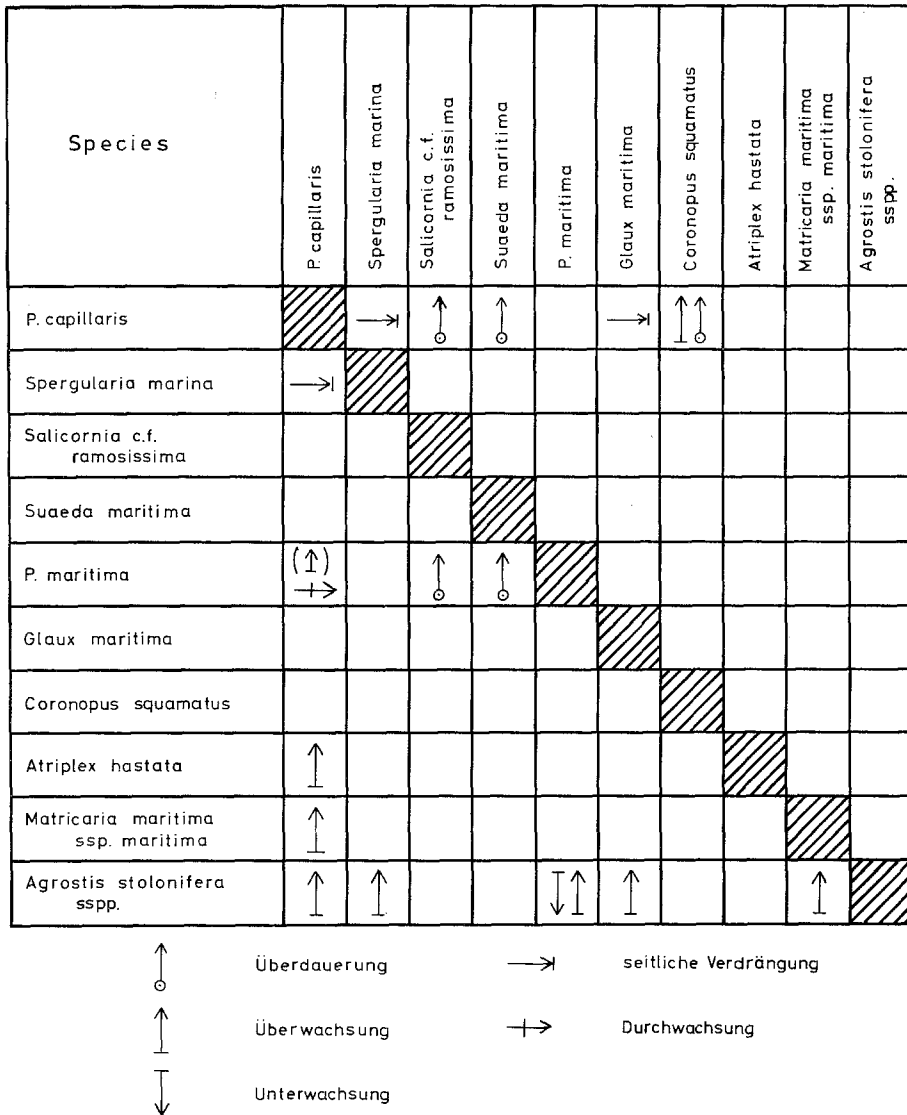 Species
P. capillaris
Spergularia marina
Salicornia c.f.
ramosissima
Suaeda maritima
P. maritima
Glaux maritima
Coronopus squamatus
Atriplex hastata
Matricaria maritima
ssp. maritima
Agrostis stolonifera
sspp.
P. capillaris
Spergularia marina
Salicornia c.f.
ramosissima
Suaeda maritima
P. maritima
Glaux maritima
Coronopus squamatus
Atriplex hastata
Matricaria maritima
ssp. maritima
Agrostis stolonifera
sspp.
Überdauerung
seitliche Verdrängung
Überwachsung
Durchwachsung
Unterwachsung